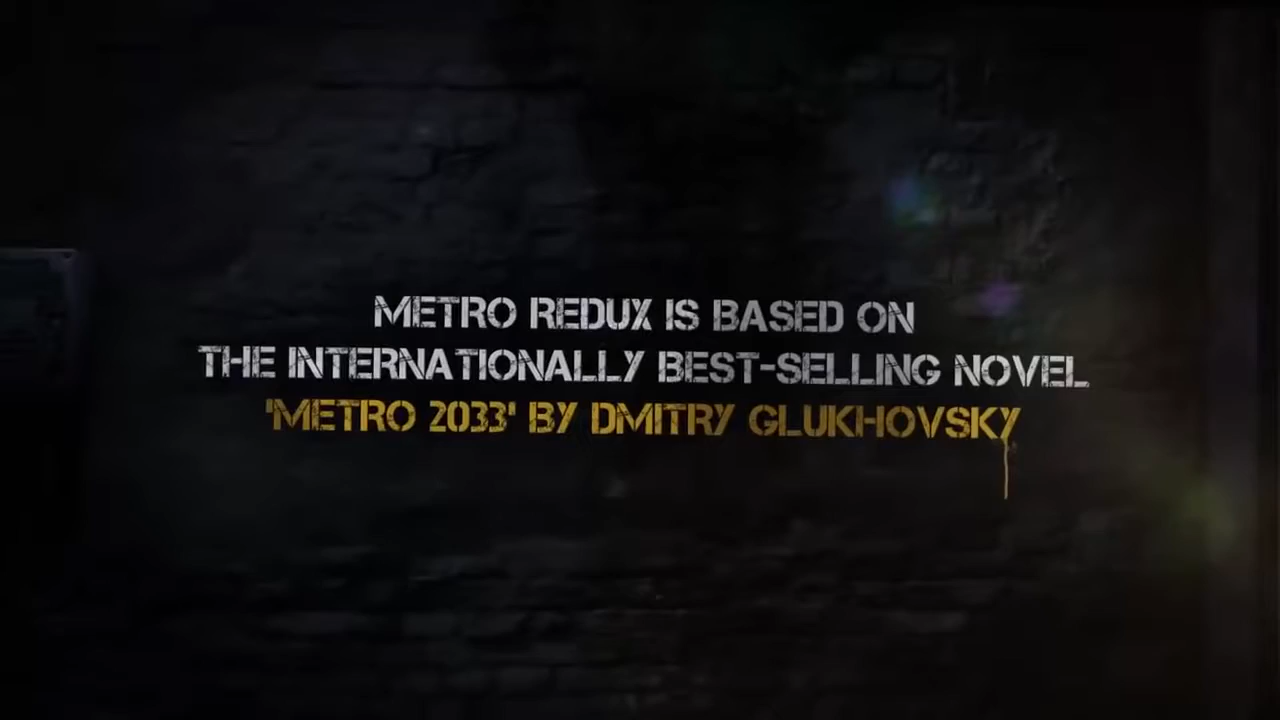 METRO REDUX IS BASED ON
THE INTERNATIONALLY BEST-SELLING NOVEL
'METRO 2033' BY DMITRY GLUKHOVSKY